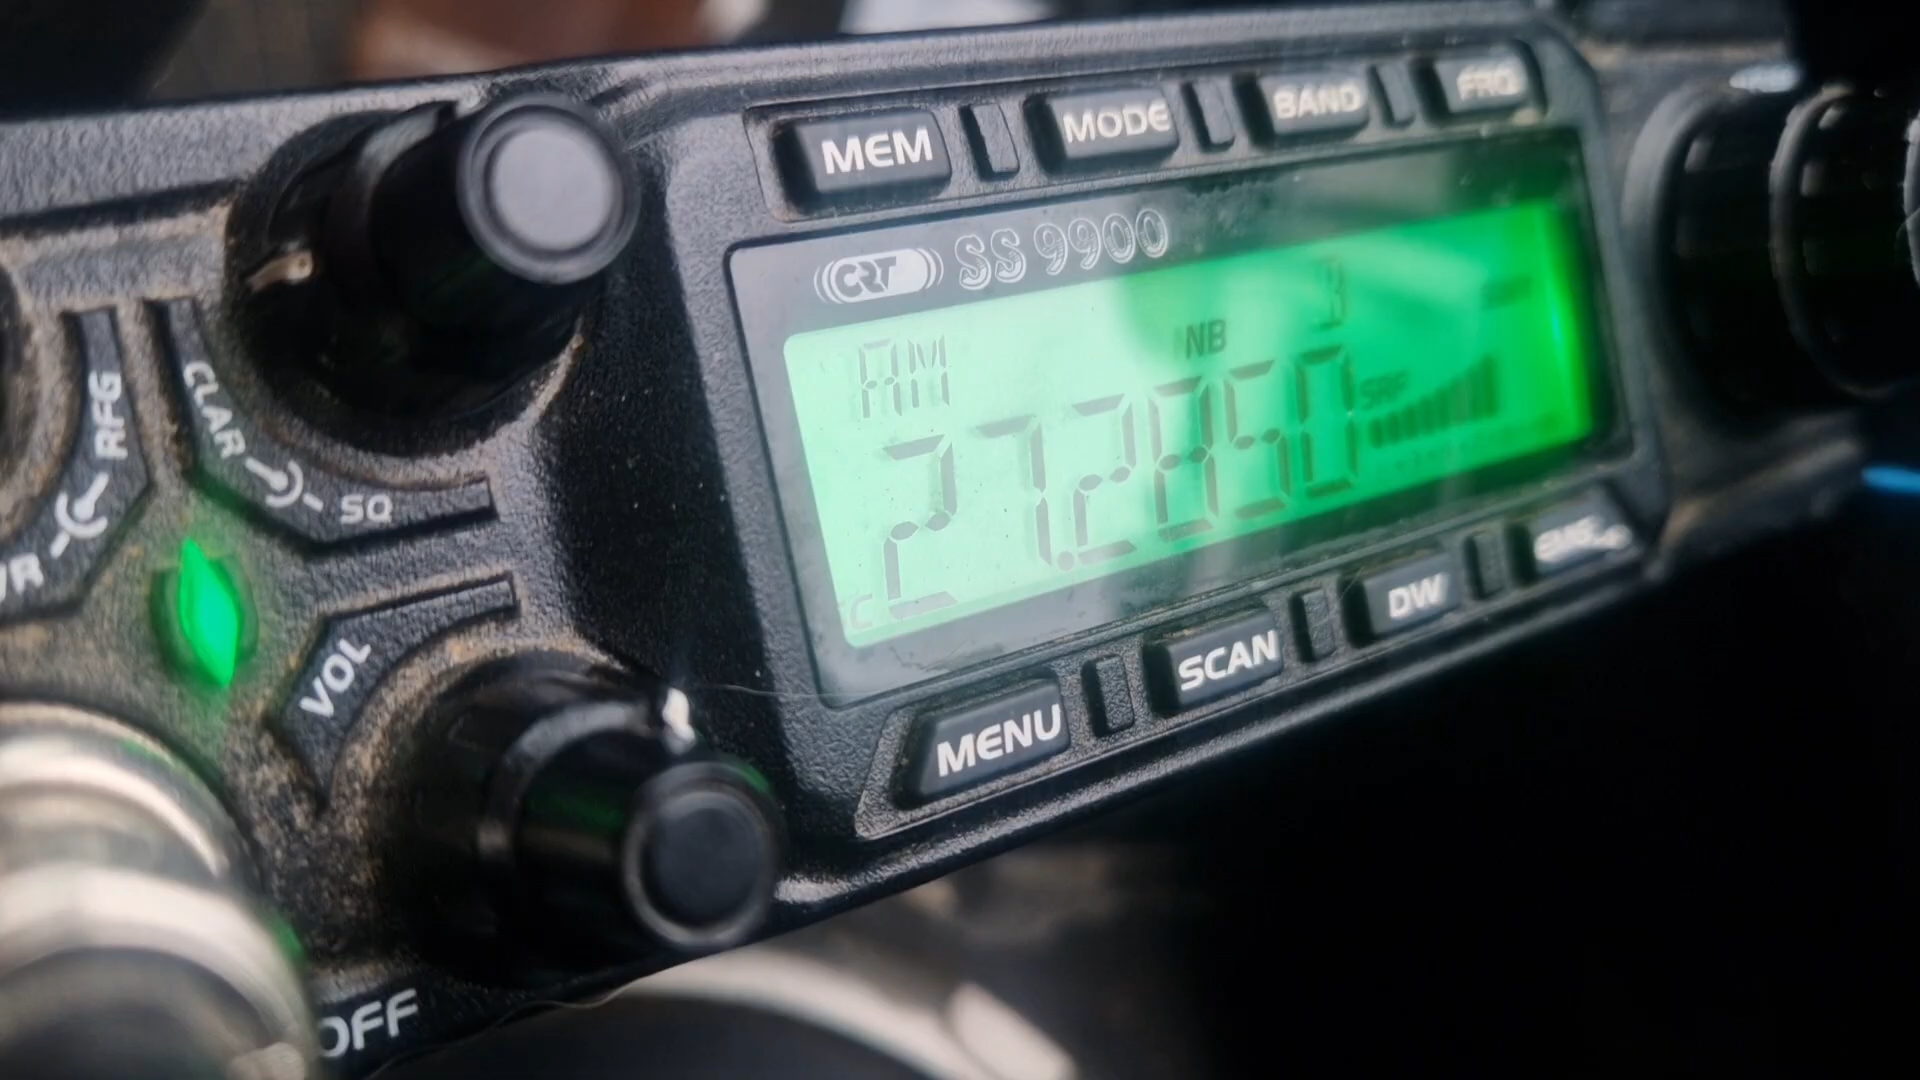 MEM MODE BAND FRQ
CRT SS 9900
AM NB
27.2850 SRF
RFG
CLAR SQ
VOL
MENU SCAN DW
OFF